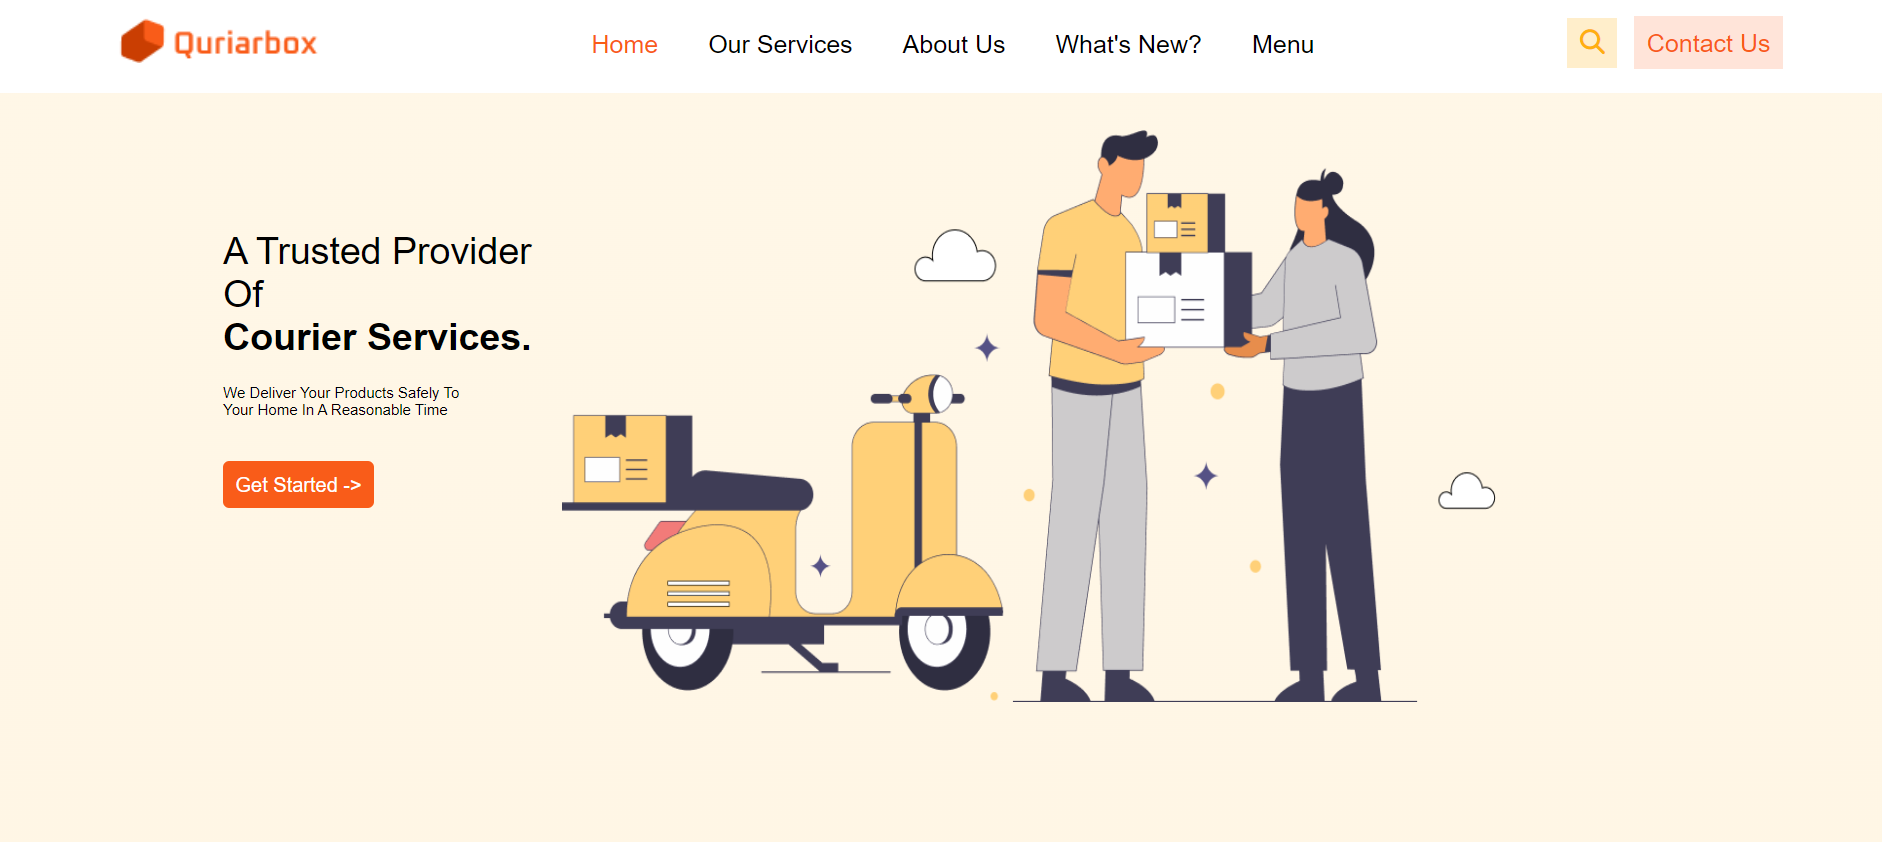 Quriarbox
Home
Our Services
About Us
What's New?
Menu
Contact Us
A Trusted Provider
Of
Courier Services.
We Deliver Your Products Safely To
Your Home In A Reasonable Time
Get Started ->